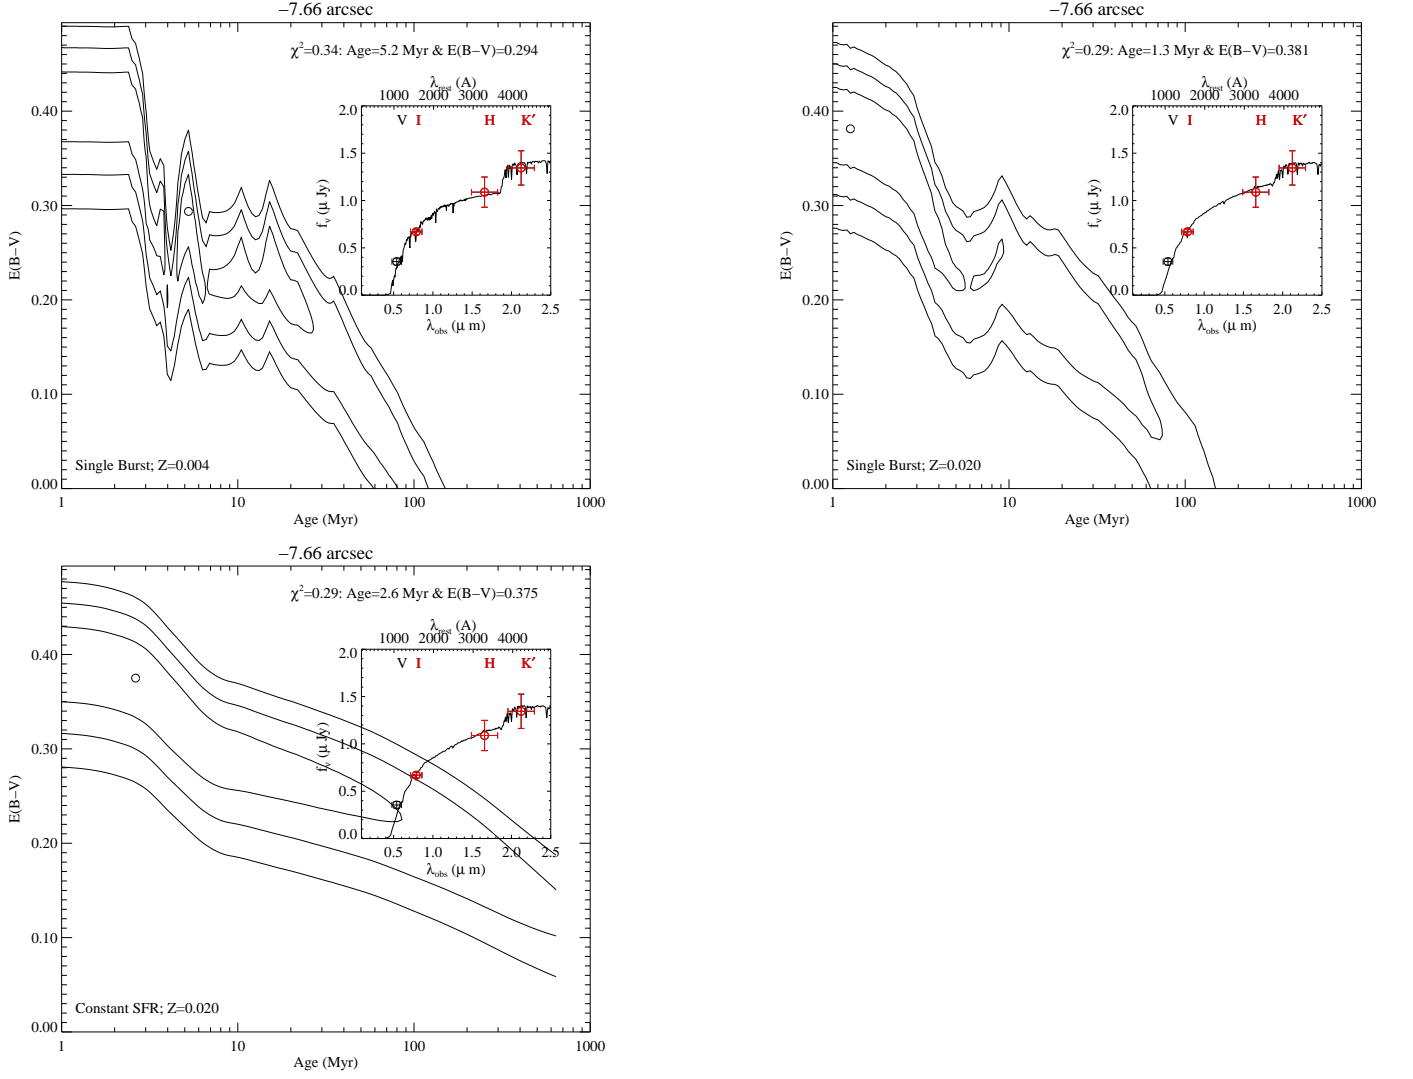 −7.66 arcsec
χ²=0.34: Age=5.2 Myr & E(B−V)=0.294
λrest (A)
1000 2000 3000 4000
2.0
V I H K′
1.5
1.0
0.5
0.0
fν (μ Jy)
0.5 1.0 1.5 2.0 2.5
λobs (μ m)
0.40
0.30
0.20
0.10
0.00
E(B−V)
Single Burst; Z=0.004
1 10 100 1000
Age (Myr)
−7.66 arcsec
χ²=0.29: Age=1.3 Myr & E(B−V)=0.381
λrest (A)
1000 2000 3000 4000
2.0
V I H K′
1.5
1.0
0.5
0.0
fν (μ Jy)
0.5 1.0 1.5 2.0 2.5
λobs (μ m)
0.40
0.30
0.20
0.10
0.00
E(B−V)
Single Burst; Z=0.020
1 10 100 1000
Age (Myr)
−7.66 arcsec
χ²=0.29: Age=2.6 Myr & E(B−V)=0.375
λrest (A)
1000 2000 3000 4000
2.0
V I H K′
1.5
1.0
0.5
0.0
fν (μ Jy)
0.5 1.0 1.5 2.0 2.5
λobs (μ m)
0.40
0.30
0.20
0.10
0.00
E(B−V)
Constant SFR; Z=0.020
1 10 100 1000
Age (Myr)